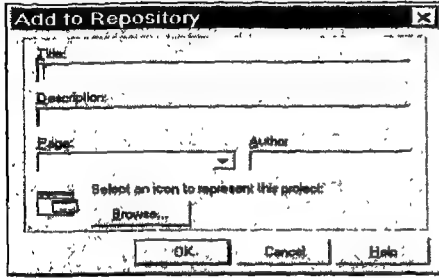 Add to Repository
Title:
Description:
Page:
Author
Select an icon to represent this project:
Browse...
OK
Cancel
Help